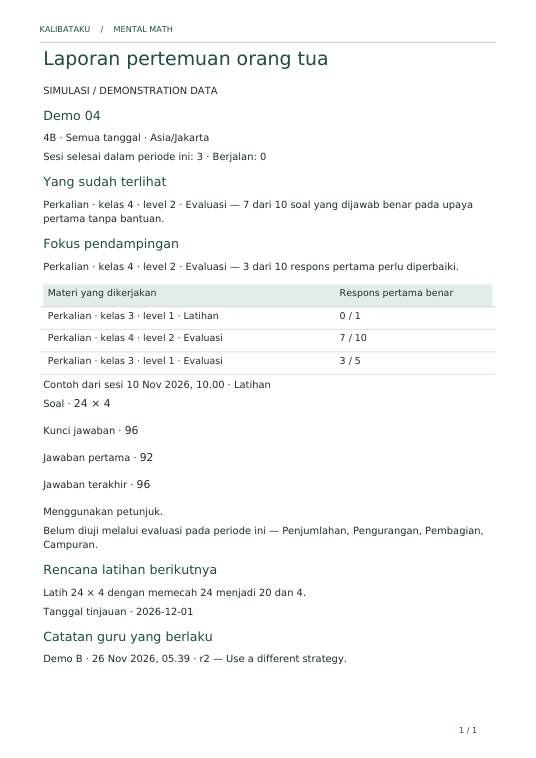 KALIBATAKU / MENTAL MATH
Laporan pertemuan orang tua
SIMULASI / DEMONSTRATION DATA
Demo 04
4B · Semua tanggal · Asia/Jakarta
Sesi selesai dalam periode ini: 3 · Berjalan: 0
Yang sudah terlihat
Perkalian · kelas 4 · level 2 · Evaluasi — 7 dari 10 soal yang dijawab benar pada upaya
pertama tanpa bantuan.
Fokus pendampingan
Perkalian · kelas 4 · level 2 · Evaluasi — 3 dari 10 respons pertama perlu diperbaiki.
Materi yang dikerjakan Respons pertama benar
Perkalian · kelas 3 · level 1 · Latihan 0 / 1
Perkalian · kelas 4 · level 2 · Evaluasi 7 / 10
Perkalian · kelas 3 · level 1 · Evaluasi 3 / 5
Contoh dari sesi 10 Nov 2026, 10.00 · Latihan
Soal · 24 × 4
Kunci jawaban · 96
Jawaban pertama · 92
Jawaban terakhir · 96
Menggunakan petunjuk.
Belum diuji melalui evaluasi pada periode ini — Penjumlahan, Pengurangan, Pembagian,
Campuran.
Rencana latihan berikutnya
Latih 24 × 4 dengan memecah 24 menjadi 20 dan 4.
Tanggal tinjauan · 2026-12-01
Catatan guru yang berlaku
Demo B · 26 Nov 2026, 05.39 · r2 — Use a different strategy.
1 / 1